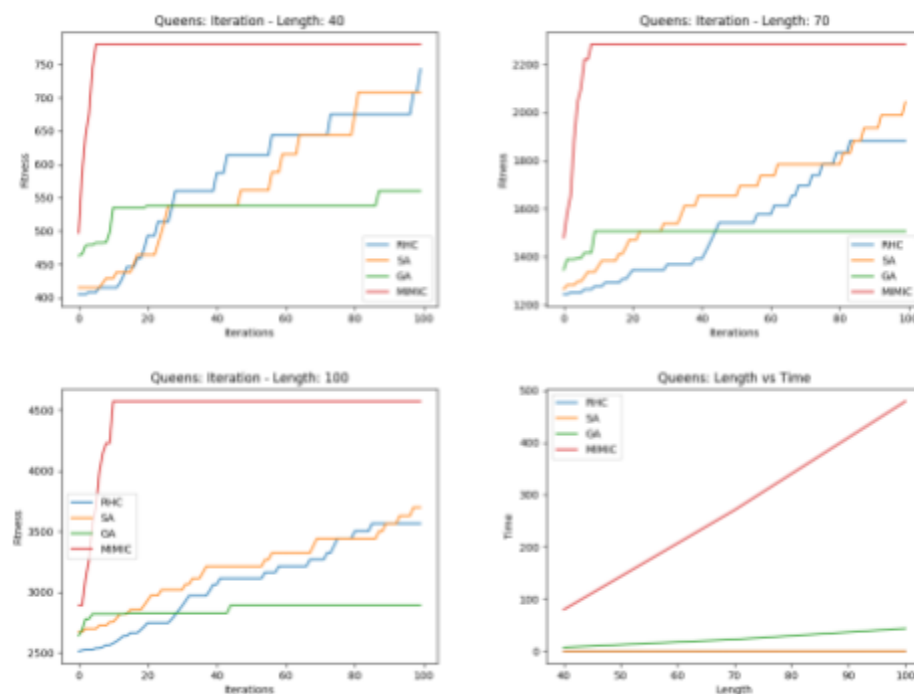 Queens: Iteration - Length: 40
Fitness
750
700
650
600
550
500
450
400
RHC
SA
GA
MIMIC
0 20 40 60 80 100
Iterations
Queens: Iteration - Length: 70
Fitness
2200
2000
1800
1600
1400
1200
RHC
SA
GA
MIMIC
0 20 40 60 80 100
Iterations
Queens: Iteration - Length: 100
Fitness
4500
4000
3500
3000
2500
RHC
SA
GA
MIMIC
0 20 40 60 80 100
Iterations
Queens: Length vs Time
Time
500
400
300
200
100
0
RHC
SA
GA
MIMIC
40 50 60 70 80 90 100
Length